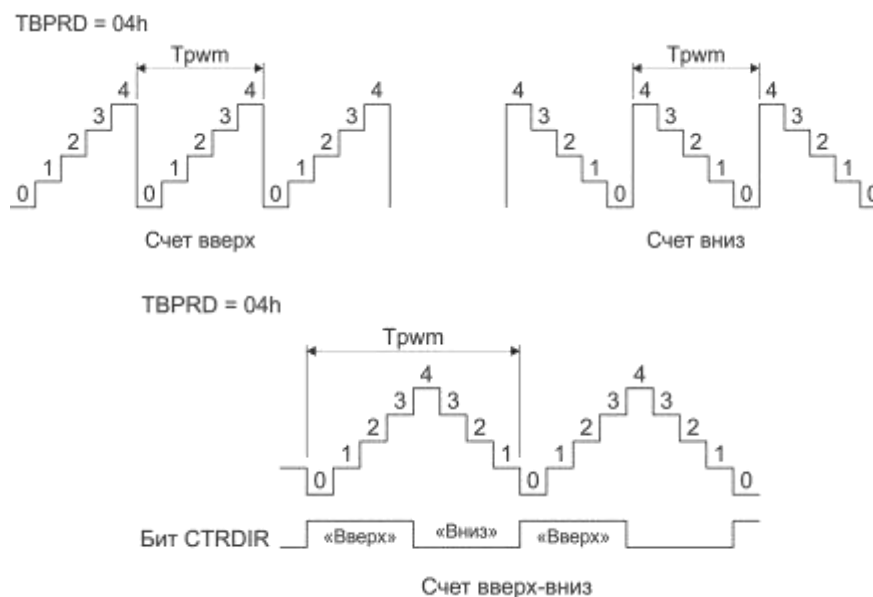 TBPRD = 04h
Tpwm
Tpwm
0 1 2 3 4 0 1 2 3 4 0 1 2 3 4
4 3 2 1 0 4 3 2 1 0 4 3 2 1 0
Счет вверх
Счет вниз
TBPRD = 04h
Tpwm
0 1 2 3 4 3 2 1 0 1 2 3 4 3 2 1 0
Бит CTRDIR «Вверх» «Вниз» «Вверх»
Счет вверх-вниз